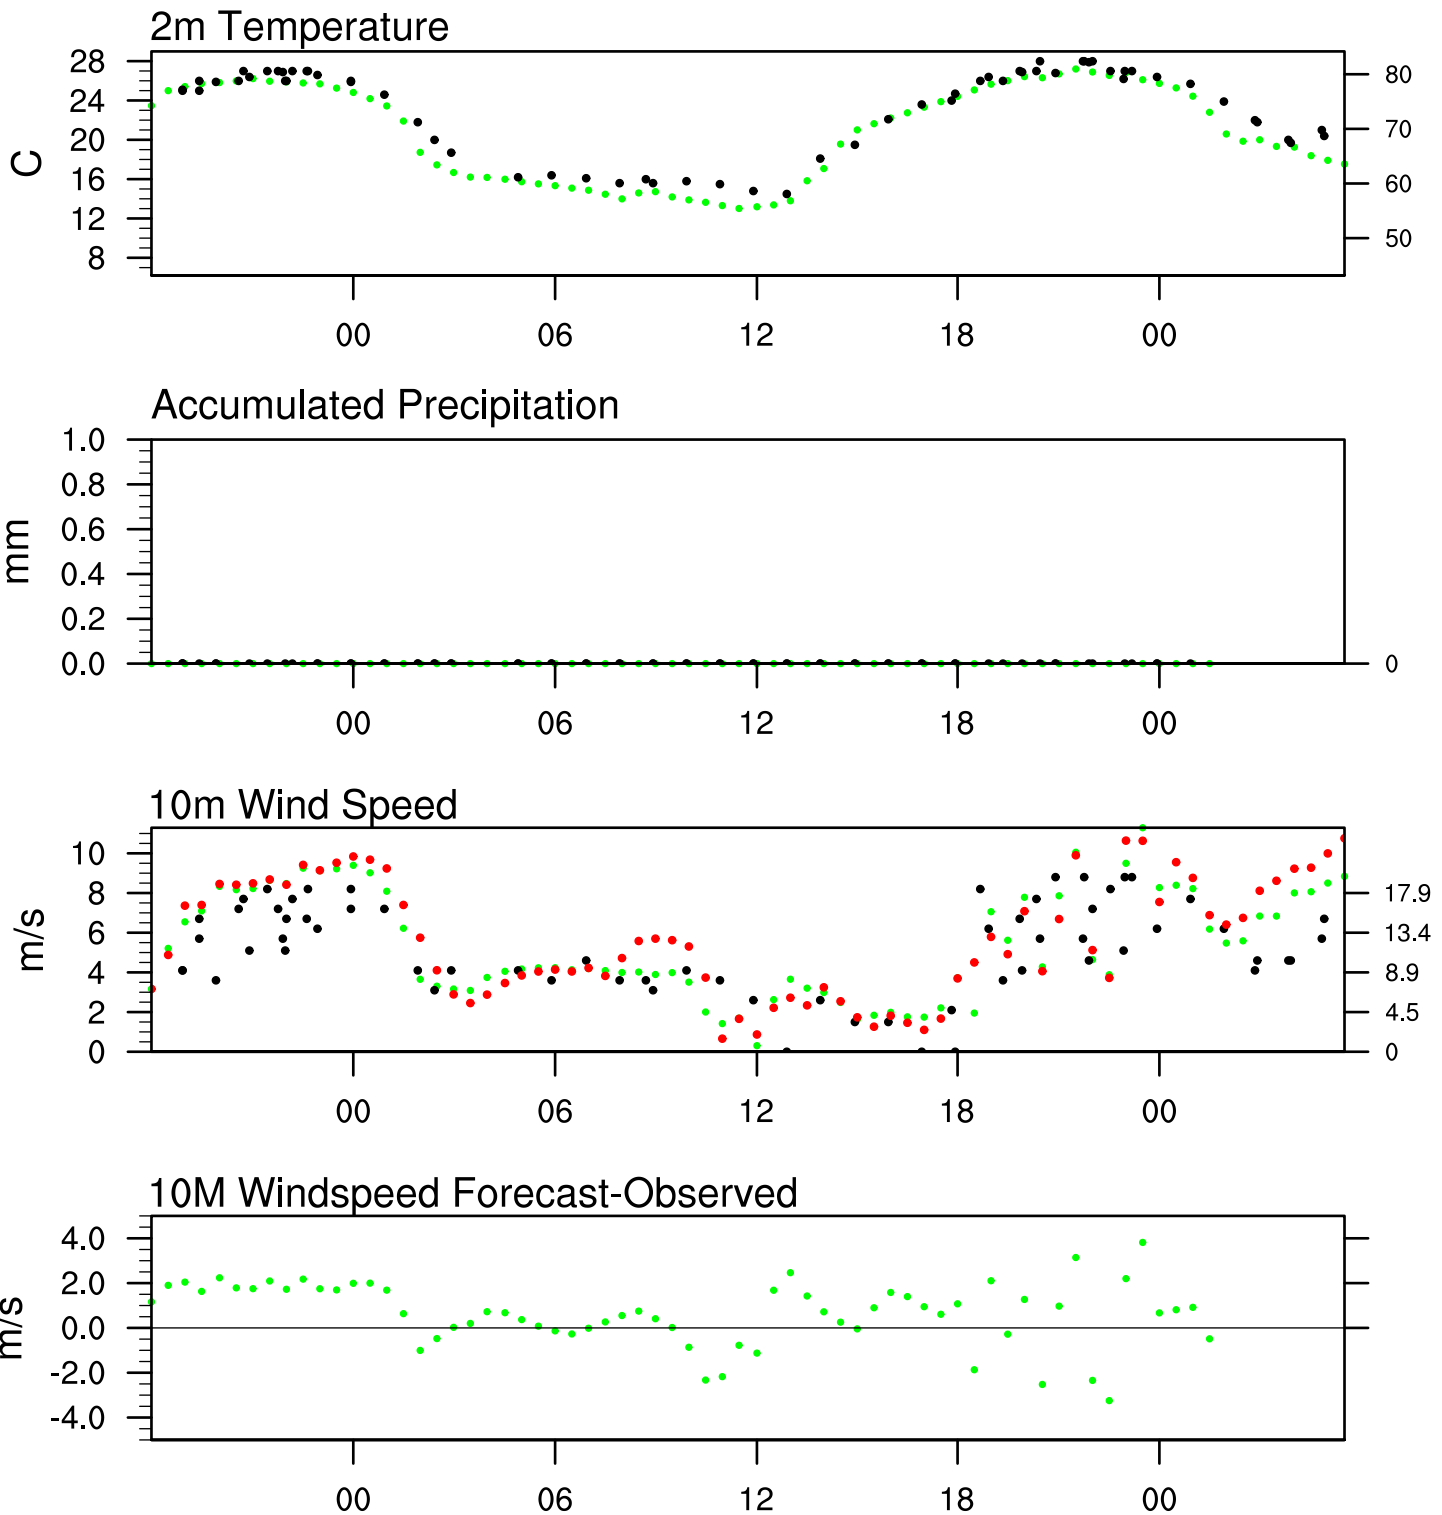 2m Temperature
28
24
20
16
12
8
C
80
70
60
50
00 06 12 18 00
Accumulated Precipitation
1.0
0.8
0.6
0.4
0.2
0.0
mm
0
00 06 12 18 00
10m Wind Speed
10
8
6
4
2
0
m/s
17.9
13.4
8.9
4.5
0
00 06 12 18 00
10M Windspeed Forecast-Observed
4.0
2.0
0.0
-2.0
-4.0
m/s
00 06 12 18 00